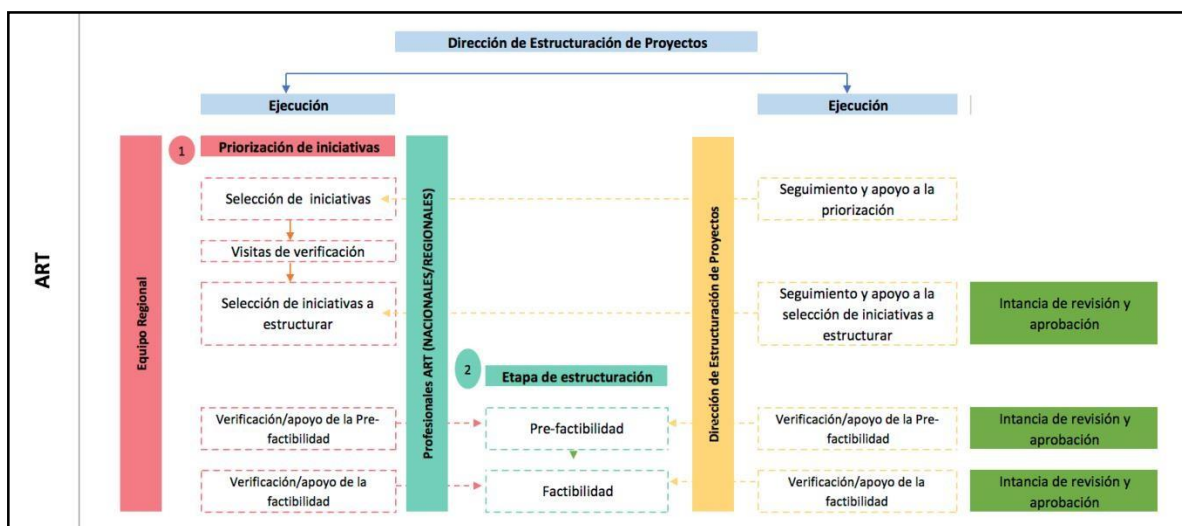 Dirección de Estructuración de Proyectos
Ejecución
Ejecución
ART
Equipo Regional
1
Priorización de iniciativas
Profesionales ART (NACIONALES/REGIONALES)
Dirección de Estructuración de Proyectos
Selección de iniciativas
Seguimiento y apoyo a la
priorización
Visitas de verificación
Selección de iniciativas a
estructurar
Seguimiento y apoyo a la
selección de iniciativas a
estructurar
Intancia de revisión y
aprobación
2
Etapa de estructuración
Verificación/apoyo de la Pre-
factibilidad
Pre-factibilidad
Verificación/apoyo de la Pre-
factibilidad
Intancia de revisión y
aprobación
Verificación/apoyo de la
factibilidad
Factibilidad
Verificación/apoyo de la
factibilidad
Intancia de revisión y
aprobación